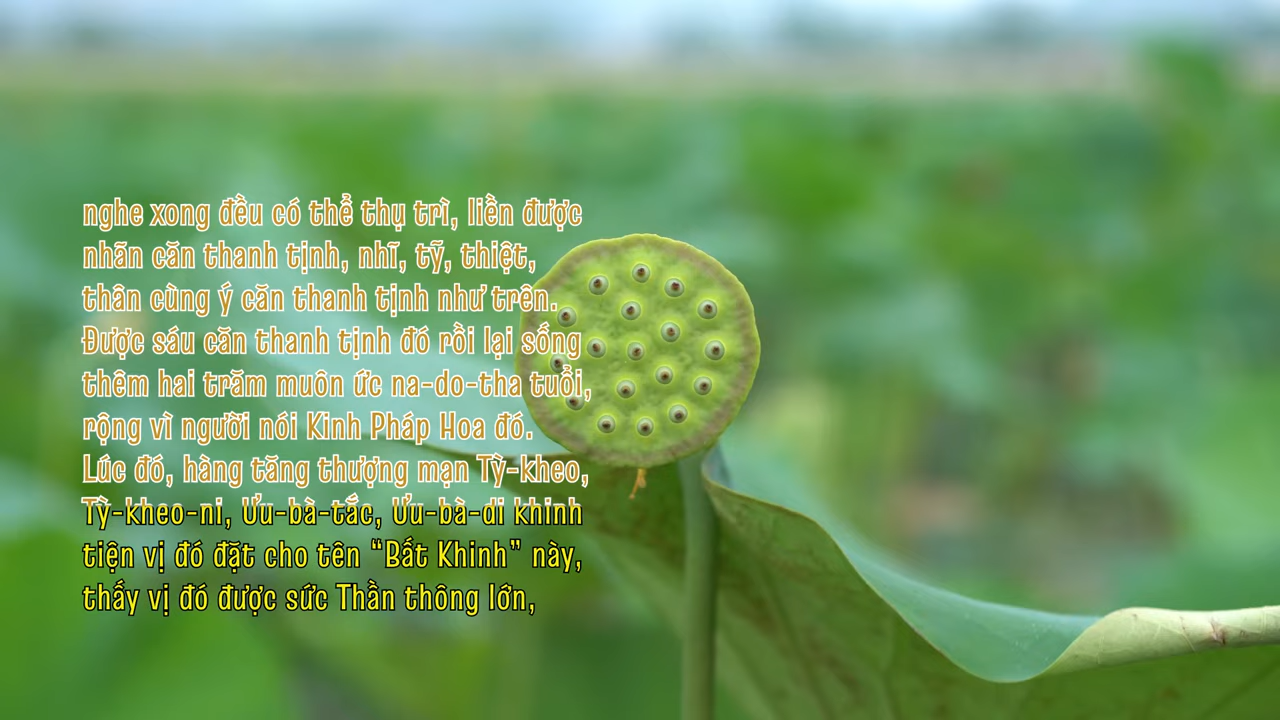 nghe xong đều có thể thụ trì, liền được
nhãn căn thanh tịnh, nhĩ, tỹ, thiệt,
thân cùng ý căn thanh tịnh như trên.
Được sáu căn thanh tịnh đó rồi lại sống
thêm hai trăm muôn ức na-do-tha tuổi,
rộng vì người nói Kinh Pháp Hoa đó.
Lúc đó, hàng tăng thượng mạn Tỳ-kheo,
Tỳ-kheo-ni, Ưu-bà-tắc, Ưu-bà-di khinh
tiện vị đó đặt cho tên “Bất Khinh” này,
thấy vị đó được sức Thần thông lớn,